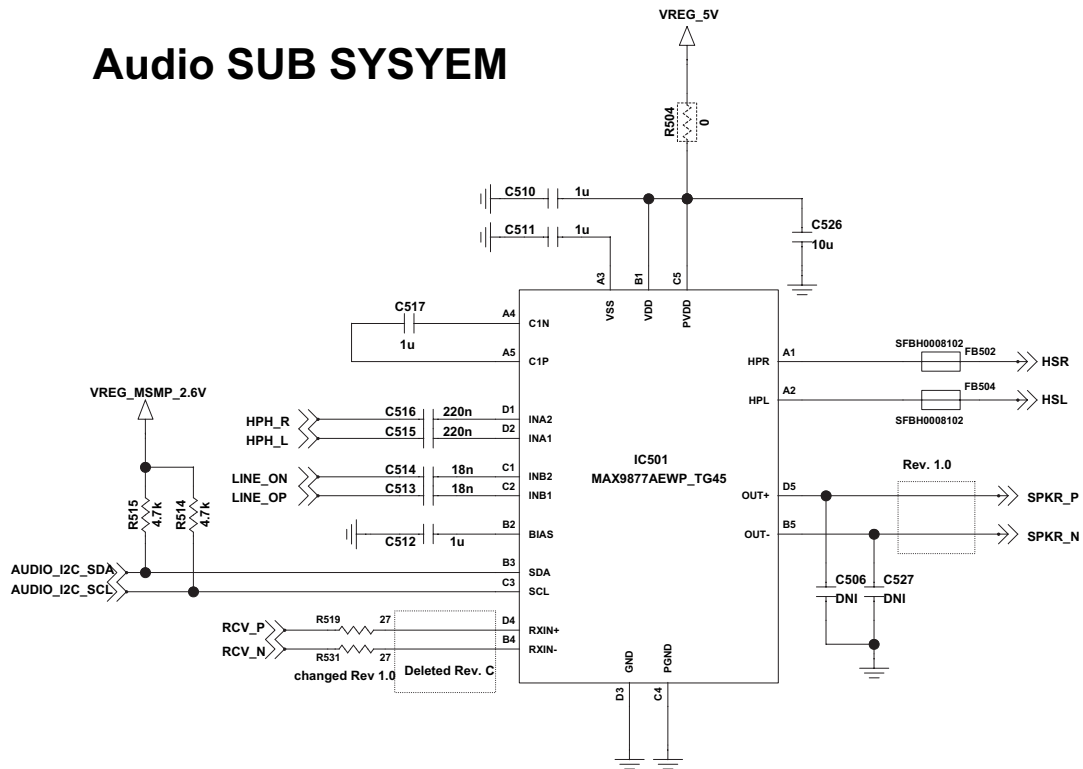 VREG_5V
Audio SUB SYSYEM
R504
0
C510
1u
C511
1u
C526
10u
A3
B1
C5
VSS
VDD
PVDD
C517
1u
A4
C1N
A5
C1P
HPR
A1
SFBH0008102
FB502
HSR
HPL
A2
FB504
SFBH0008102
HSL
VREG_MSMP_2.6V
HPH_R
C516
220n
D1
INA2
HPH_L
C515
220n
D2
INA1
LINE_ON
C514
18n
C1
INB2
LINE_OP
C513
18n
C2
INB1
IC501
MAX9877AEWP_TG45
Rev. 1.0
OUT+
D5
SPKR_P
OUT-
B5
SPKR_N
R515
4.7k
R514
4.7k
C512
1u
B2
BIAS
AUDIO_I2C_SDA
B3
SDA
AUDIO_I2C_SCL
C3
SCL
C506
DNI
C527
DNI
RCV_P
R519
27
D4
RXIN+
RCV_N
R531
27
B4
RXIN-
changed Rev 1.0
Deleted Rev. C
GND
PGND
D3
C4